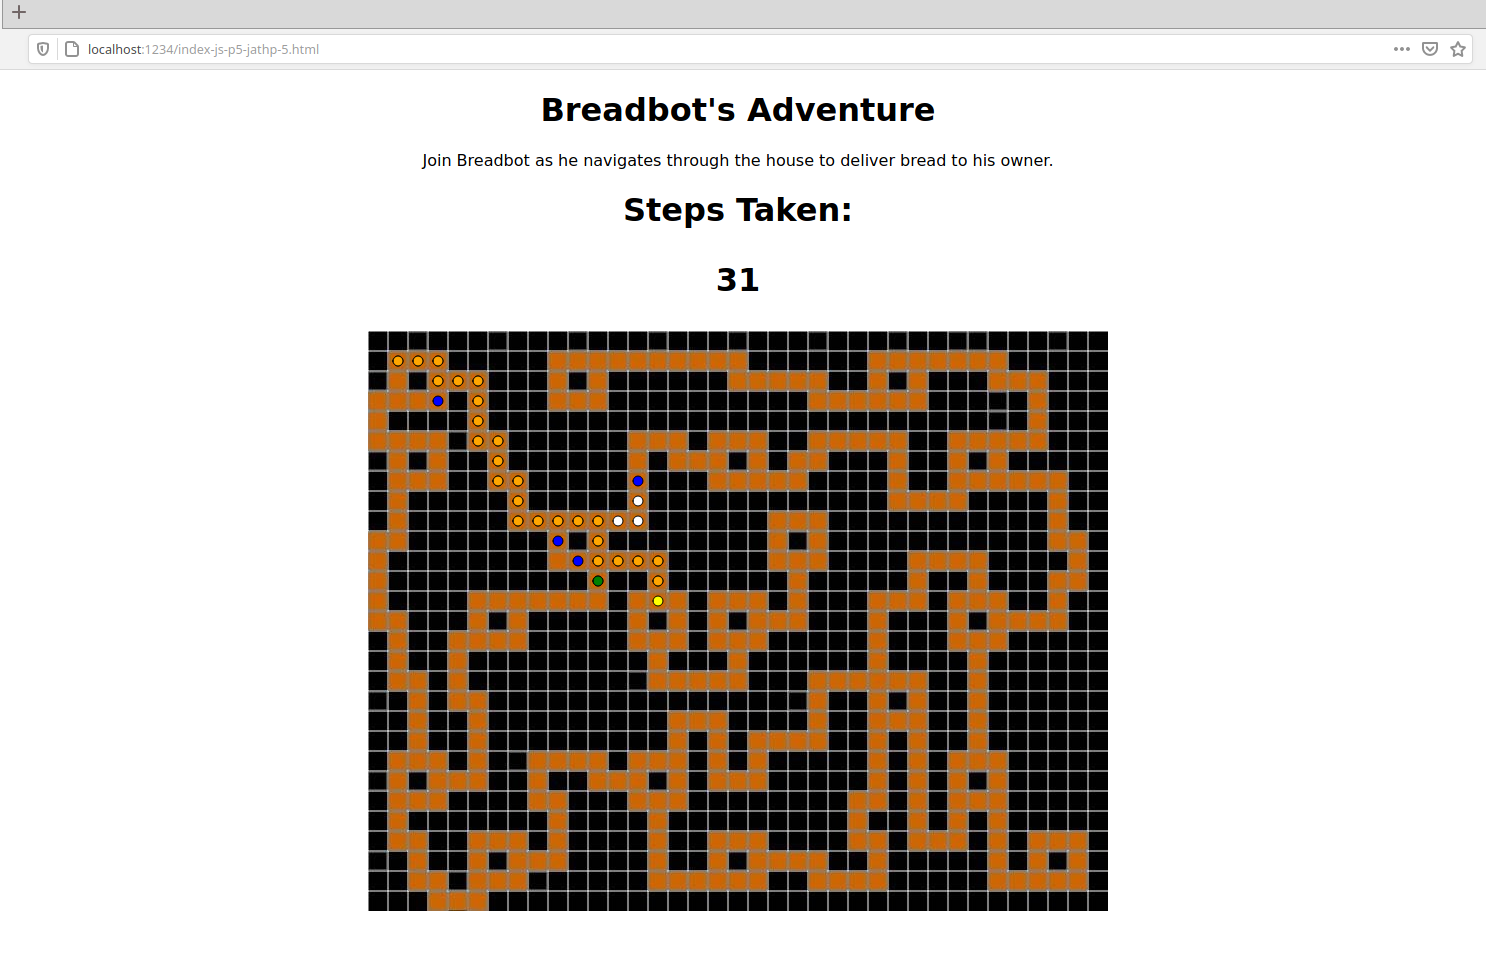 localhost:1234/index-js-p5-jathp-5.html
Breadbot's Adventure
Join Breadbot as he navigates through the house to deliver bread to his owner.
Steps Taken:
31